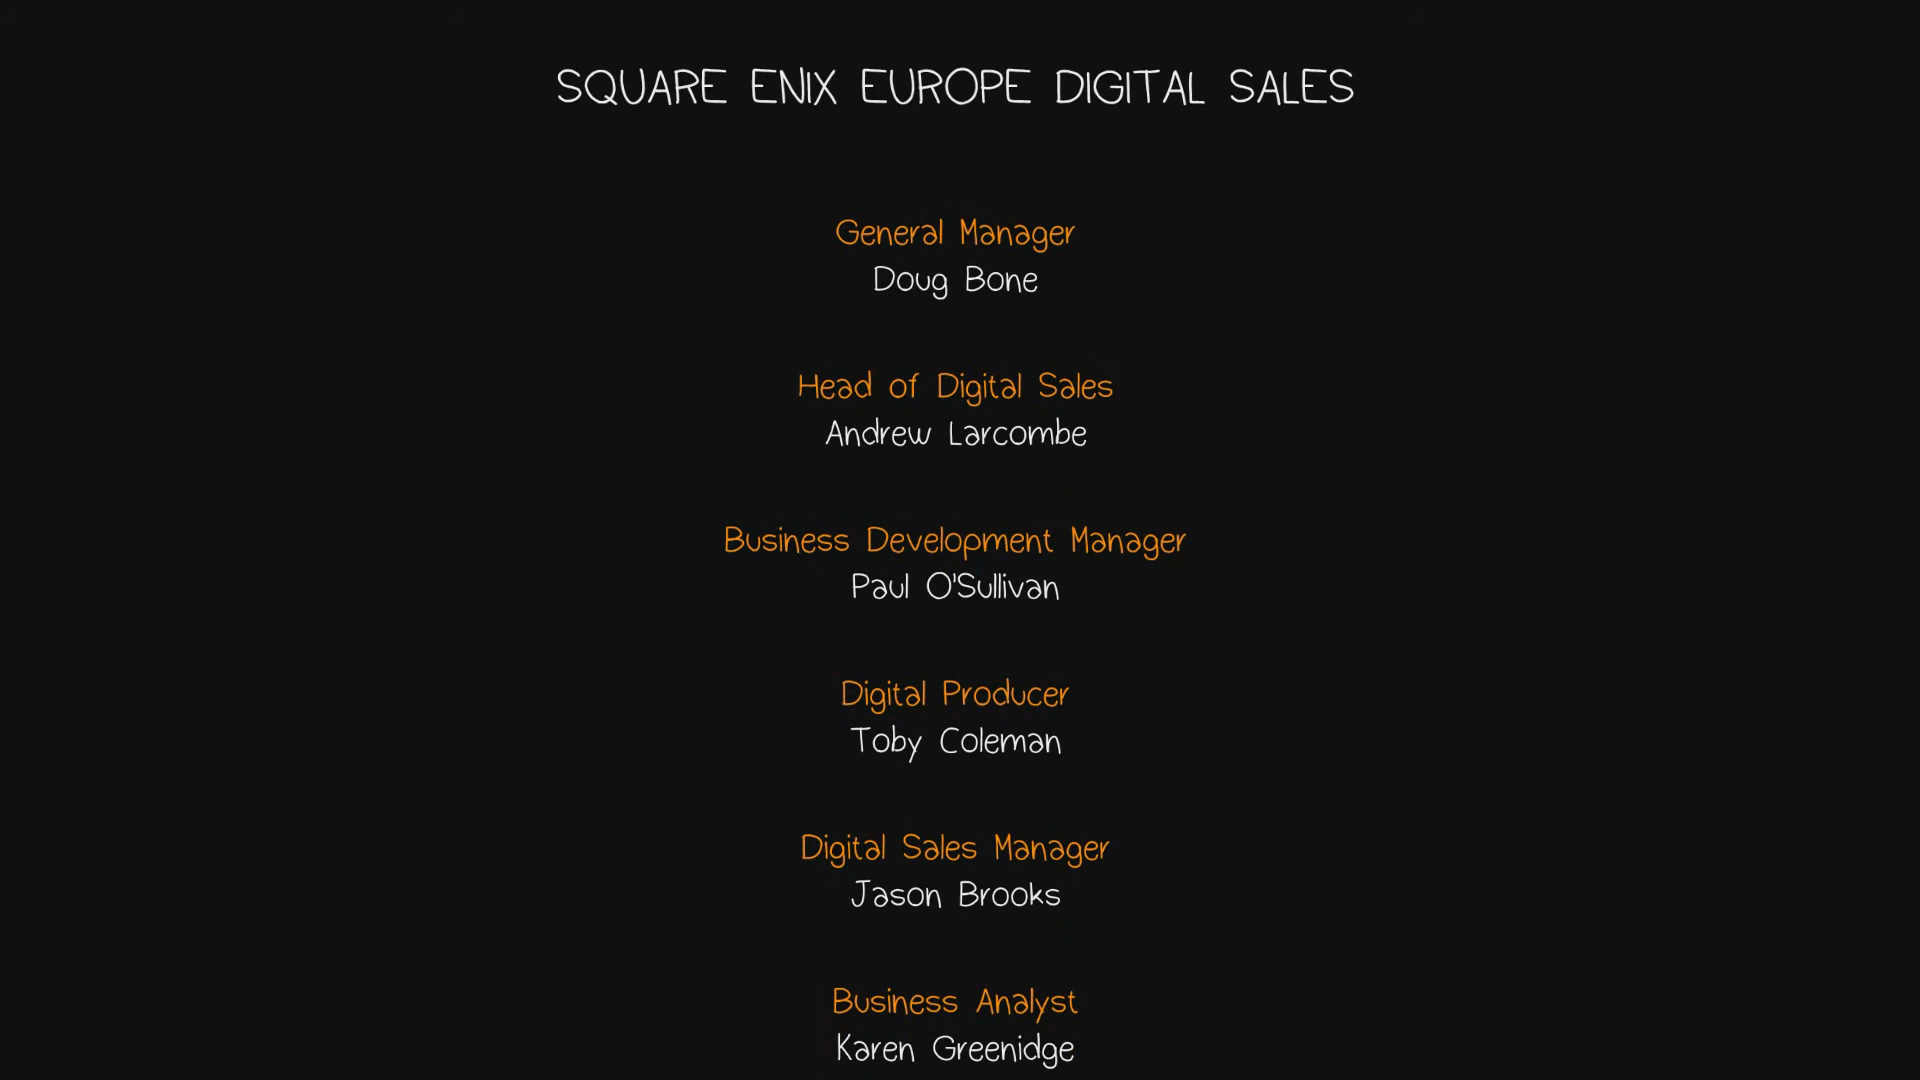 SQUARE ENIX EUROPE DIGITAL SALES
General Manager
Doug Bone
Head of Digital Sales
Andrew Larcombe
Business Development Manager
Paul O'Sullivan
Digital Producer
Toby Coleman
Digital Sales Manager
Jason Brooks
Business Analyst
Karen Greenidge